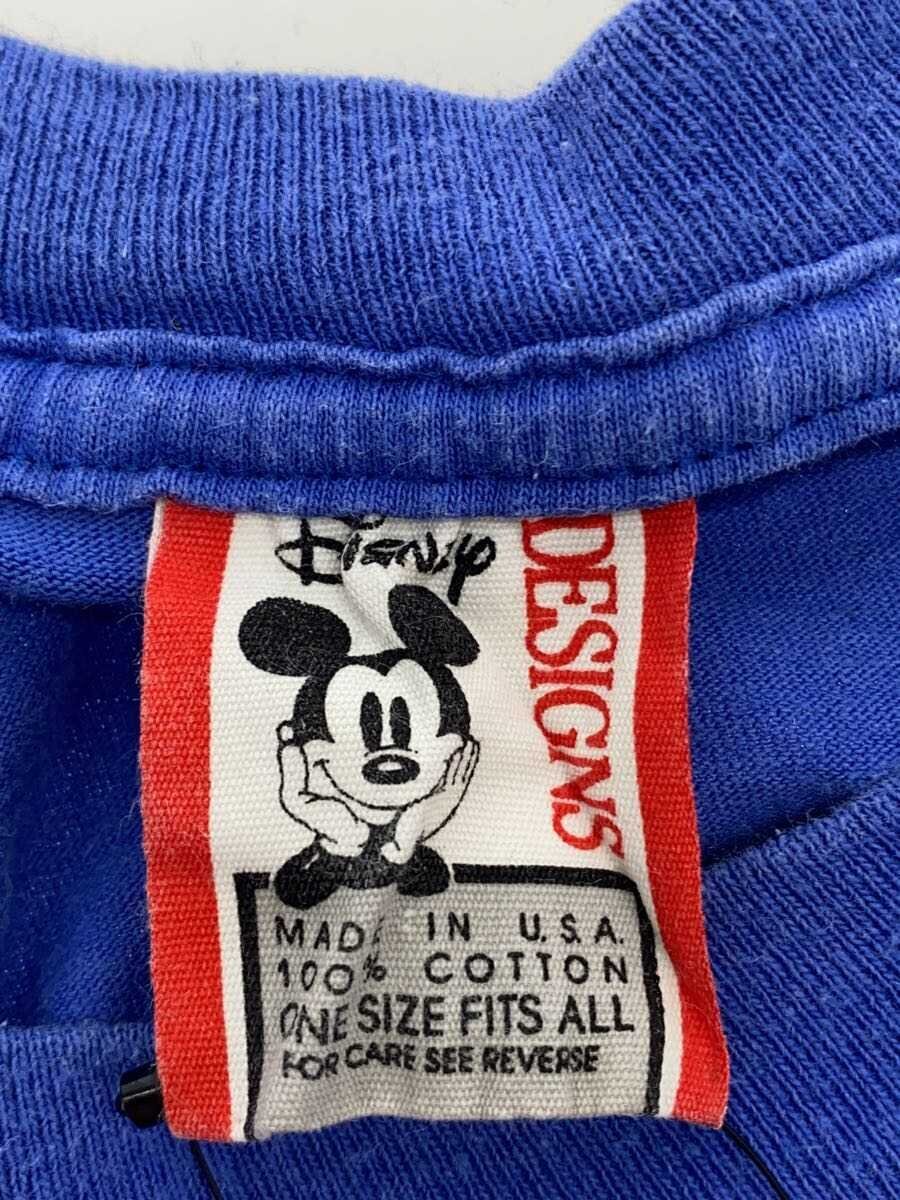 Disney
DESIGNS
MADE IN U.S.A.
100% COTTON
ONE SIZE FITS ALL
FOR CARE SEE REVERSE